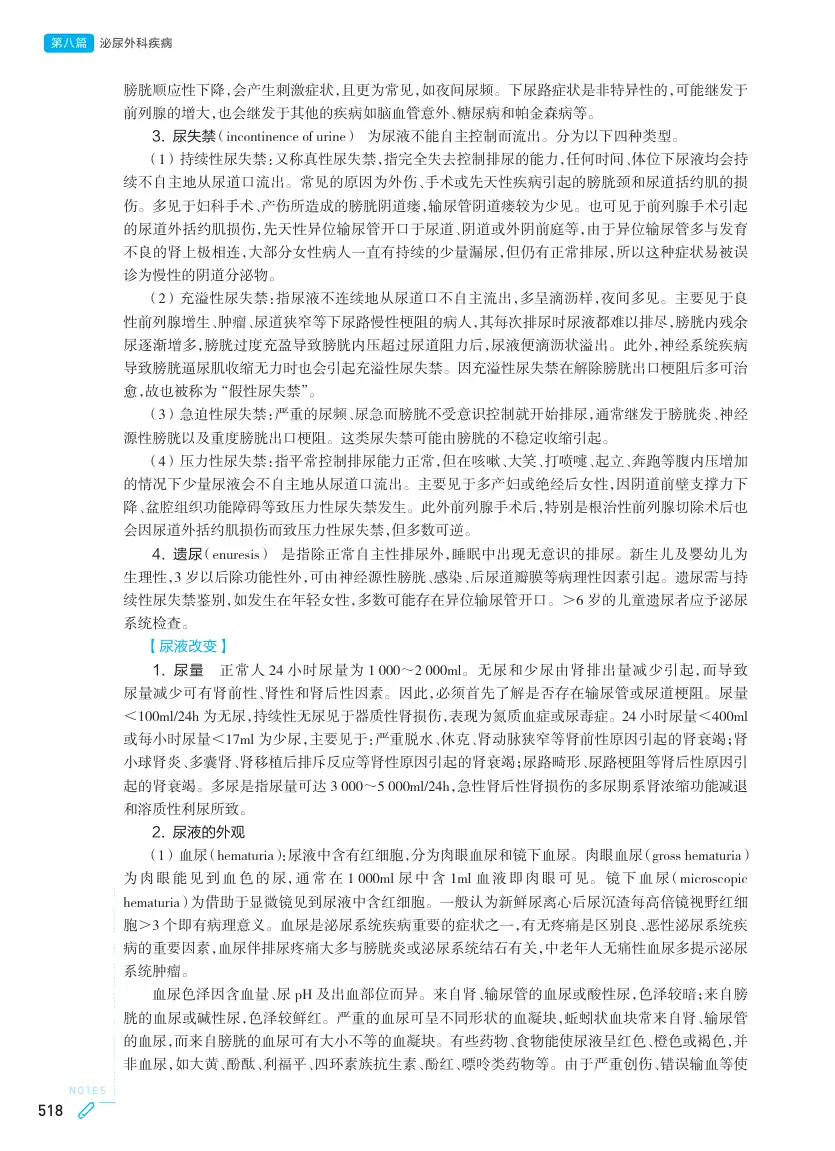 第八篇 泌尿外科疾病
膀胱顺应性下降,会产生刺激症状,且更为常见,如夜间尿频。下尿路症状是非特异性的,可能继发于
前列腺的增大,也会继发于其他的疾病如脑血管意外、糖尿病和帕金森病等。
3. 尿失禁(incontinence of urine) 为尿液不能自主控制而流出。分为以下四种类型。
(1)持续性尿失禁:又称真性尿失禁,指完全失去控制排尿的能力,任何时间、体位下尿液均会持
续不自主地从尿道口流出。常见的原因为外伤、手术或先天性疾病引起的膀胱颈和尿道括约肌的损
伤。多见于妇科手术、产伤所造成的膀胱阴道瘘,输尿管阴道瘘较为少见。也可见于前列腺手术引起
的尿道外括约肌损伤,先天性异位输尿管开口于尿道、阴道或外阴前庭等,由于异位输尿管多与发育
不良的肾上极相连,大部分女性病人一直有持续的少量漏尿,但仍有正常排尿,所以这种症状易被误
诊为慢性的阴道分泌物。
(2)充溢性尿失禁:指尿液不连续地从尿道口不自主流出,多呈滴沥样,夜间多见。主要见于良
性前列腺增生、肿瘤、尿道狭窄等下尿路慢性梗阻的病人,其每次排尿时尿液都难以排尽,膀胱内残余
尿逐渐增多,膀胱过度充盈导致膀胱内压超过尿道阻力后,尿液便滴沥状溢出。此外,神经系统疾病
导致膀胱逼尿肌收缩无力时也会引起充溢性尿失禁。因充溢性尿失禁在解除膀胱出口梗阻后多可治
愈,故也被称为“假性尿失禁”。
(3)急迫性尿失禁:严重的尿频、尿急而膀胱不受意识控制就开始排尿,通常继发于膀胱炎、神经
源性膀胱以及重度膀胱出口梗阻。这类尿失禁可能由膀胱的不稳定收缩引起。
(4)压力性尿失禁:指平常控制排尿能力正常,但在咳嗽、大笑、打喷嚏、起立、奔跑等腹内压增加
的情况下少量尿液会不自主地从尿道口流出。主要见于多产妇或绝经后女性,因阴道前壁支撑力下
降、盆腔组织功能障碍等致压力性尿失禁发生。此外前列腺手术后,特别是根治性前列腺切除术后也
会因尿道外括约肌损伤而致压力性尿失禁,但多数可逆。
4. 遗尿(enuresis) 是指除正常自主性排尿外,睡眠中出现无意识的排尿。新生儿及婴幼儿为
生理性,3 岁以后除功能性外,可由神经源性膀胱、感染、后尿道瓣膜等病理性因素引起。遗尿需与持
续性尿失禁鉴别,如发生在年轻女性,多数可能存在异位输尿管开口。>6 岁的儿童遗尿者应予泌尿
系统检查。
【尿液改变】
1. 尿量 正常人 24 小时尿量为 1 000～2 000ml。无尿和少尿由肾排出量减少引起,而导致
尿量减少可有肾前性、肾性和肾后性因素。因此,必须首先了解是否存在输尿管或尿道梗阻。尿量
<100ml/24h 为无尿,持续性无尿见于器质性肾损伤,表现为氮质血症或尿毒症。24 小时尿量<400ml
或每小时尿量<17ml 为少尿,主要见于:严重脱水、休克、肾动脉狭窄等肾前性原因引起的肾衰竭;肾
小球肾炎、多囊肾、肾移植后排斥反应等肾性原因引起的肾衰竭;尿路畸形、尿路梗阻等肾后性原因引
起的肾衰竭。多尿是指尿量可达 3 000～5 000ml/24h,急性肾后性肾损伤的多尿期系肾浓缩功能减退
和溶质性利尿所致。
2. 尿液的外观
(1)血尿(hematuria):尿液中含有红细胞,分为肉眼血尿和镜下血尿。肉眼血尿(gross hematuria)
为肉眼能见到血色的尿,通常在 1 000ml 尿中含 1ml 血液即肉眼可见。镜下血尿(microscopic
hematuria)为借助于显微镜见到尿液中含红细胞。一般认为新鲜尿离心后尿沉渣每高倍镜视野红细
胞>3 个即有病理意义。血尿是泌尿系统疾病重要的症状之一,有无疼痛是区别良、恶性泌尿系统疾
病的重要因素,血尿伴排尿疼痛大多与膀胱炎或泌尿系统结石有关,中老年人无痛性血尿多提示泌尿
系统肿瘤。
血尿色泽因含血量、尿 pH 及出血部位而异。来自肾、输尿管的血尿或酸性尿,色泽较暗;来自膀
胱的血尿或碱性尿,色泽较鲜红。严重的血尿可呈不同形状的血凝块,蚯蚓状血块常来自肾、输尿管
的血尿,而来自膀胱的血尿可有大小不等的血凝块。有些药物、食物能使尿液呈红色、橙色或褐色,并
非血尿,如大黄、酚酞、利福平、四环素族抗生素、酚红、嘌呤类药物等。由于严重创伤、错误输血等使
NOTES
518